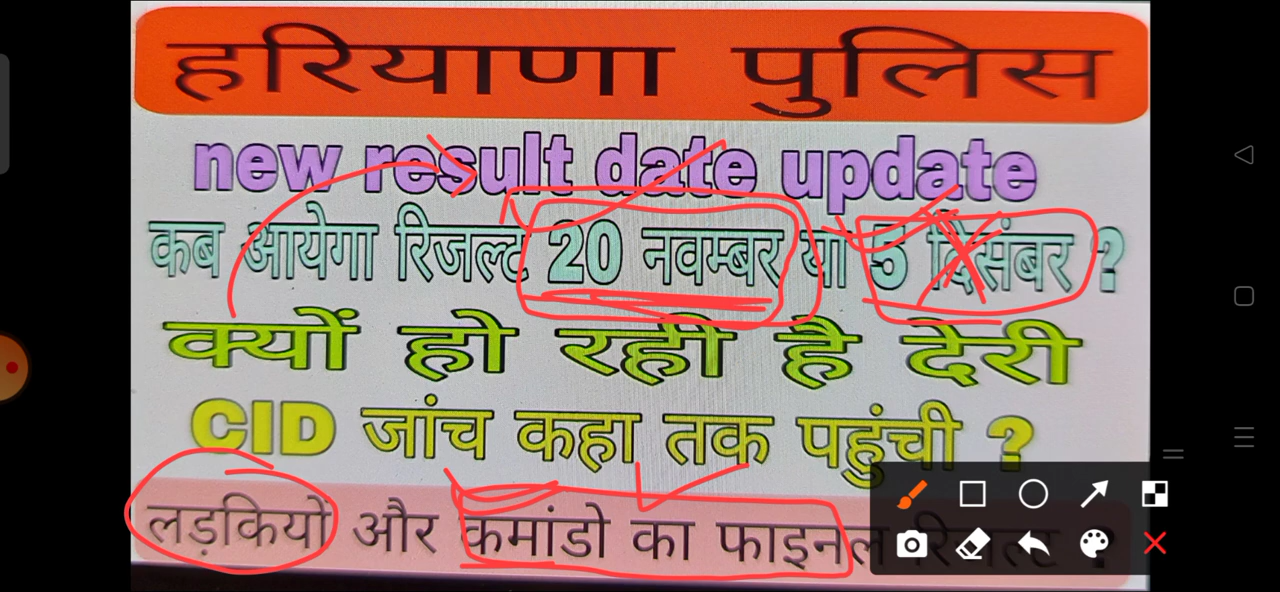 हरियाणा पुलिस
new result date update
कब आयेगा रिजल्ट 20 नवम्बर या 5 दिसंबर ?
क्यों हो रही है देरी
CID जांच कहा तक पहुंची ?
लड़कियों और कमांडो का फाइनल